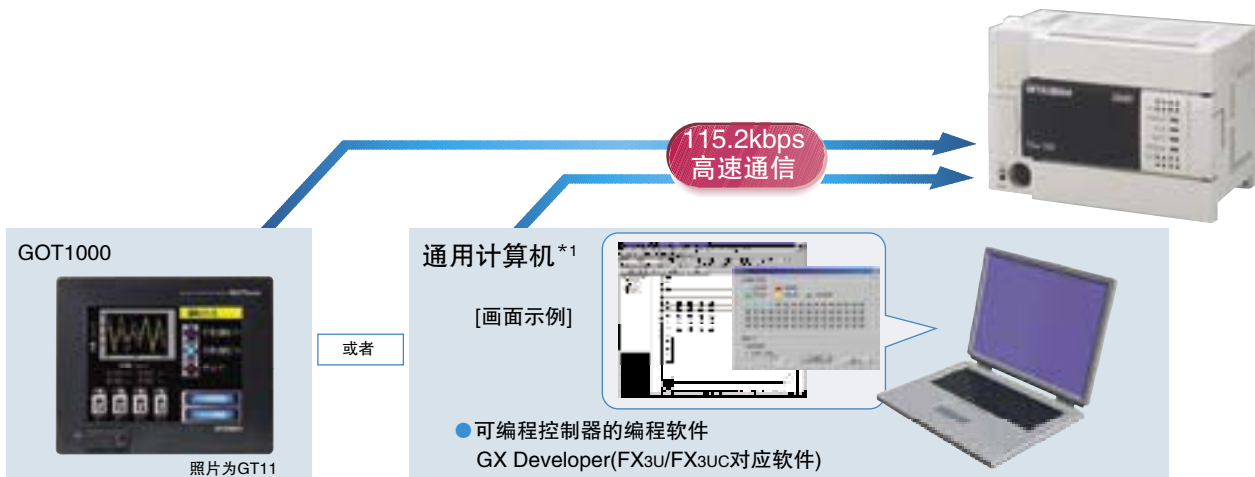 115.2kbps
高速通信
GOT1000
照片为GT11
或者
通用计算机*1
[画面示例]
●可编程控制器的编程软件
GX Developer(FX3U/FX3UC对应软件)